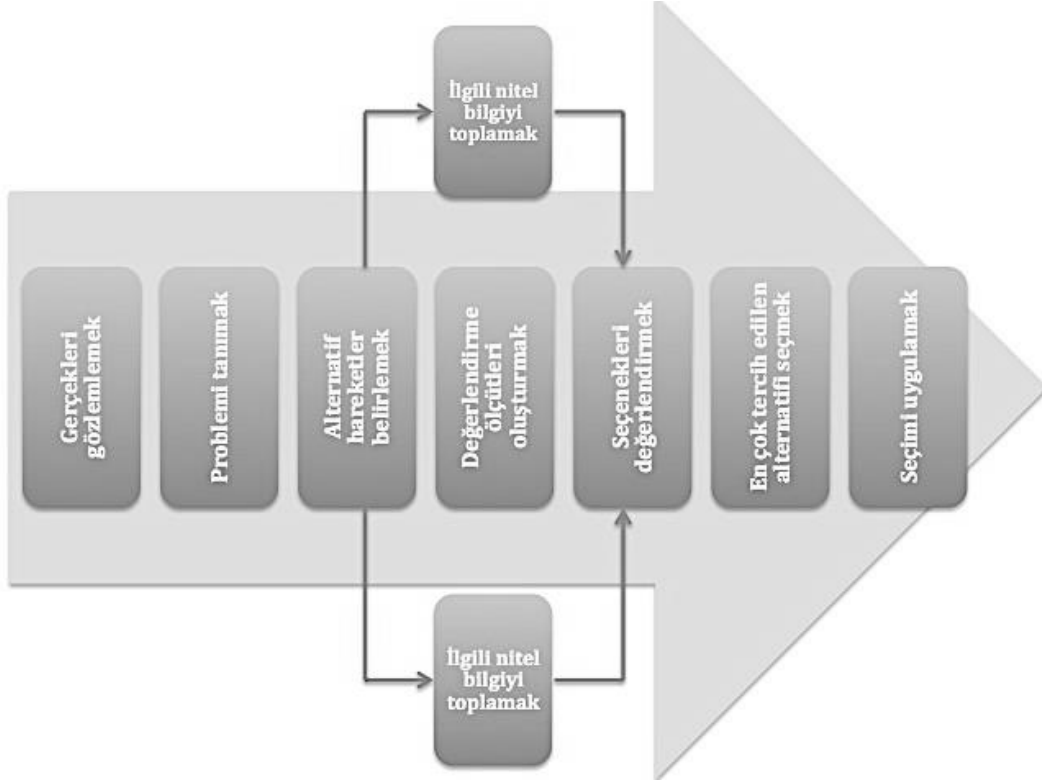 İlgili nitel
bilgiyi
toplamak
Gerçekleri
gözlemlemek
Problemi tanımak
Alternatif
hareketler
belirlemek
Değerlendirme
ölçütleri
oluşturmak
Seçenekleri
değerlendirmek
En çok tercih edilen
alternatifi seçmek
Seçimi uygulamak
İlgili nitel
bilgiyi
toplamak